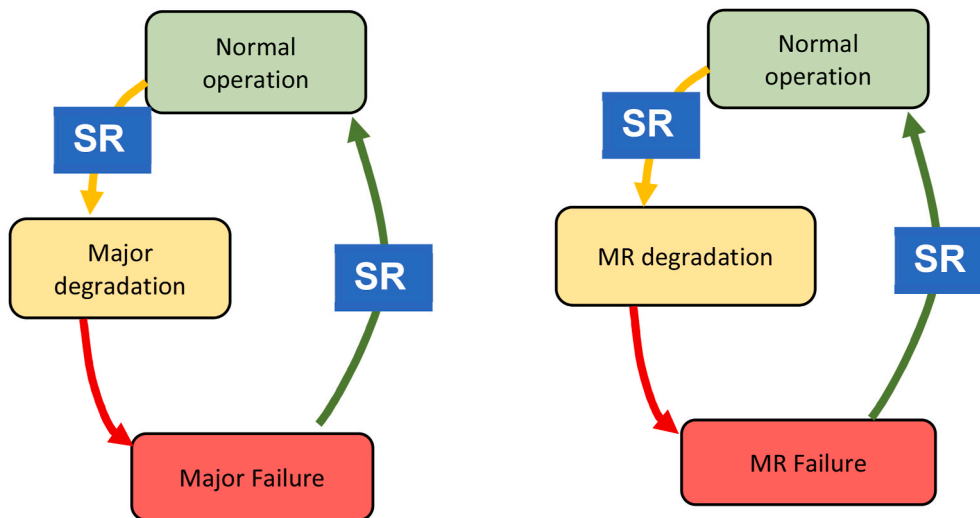 Normal
operation
SR
Major
degradation
SR
Major Failure
Normal
operation
SR
MR degradation
SR
MR Failure